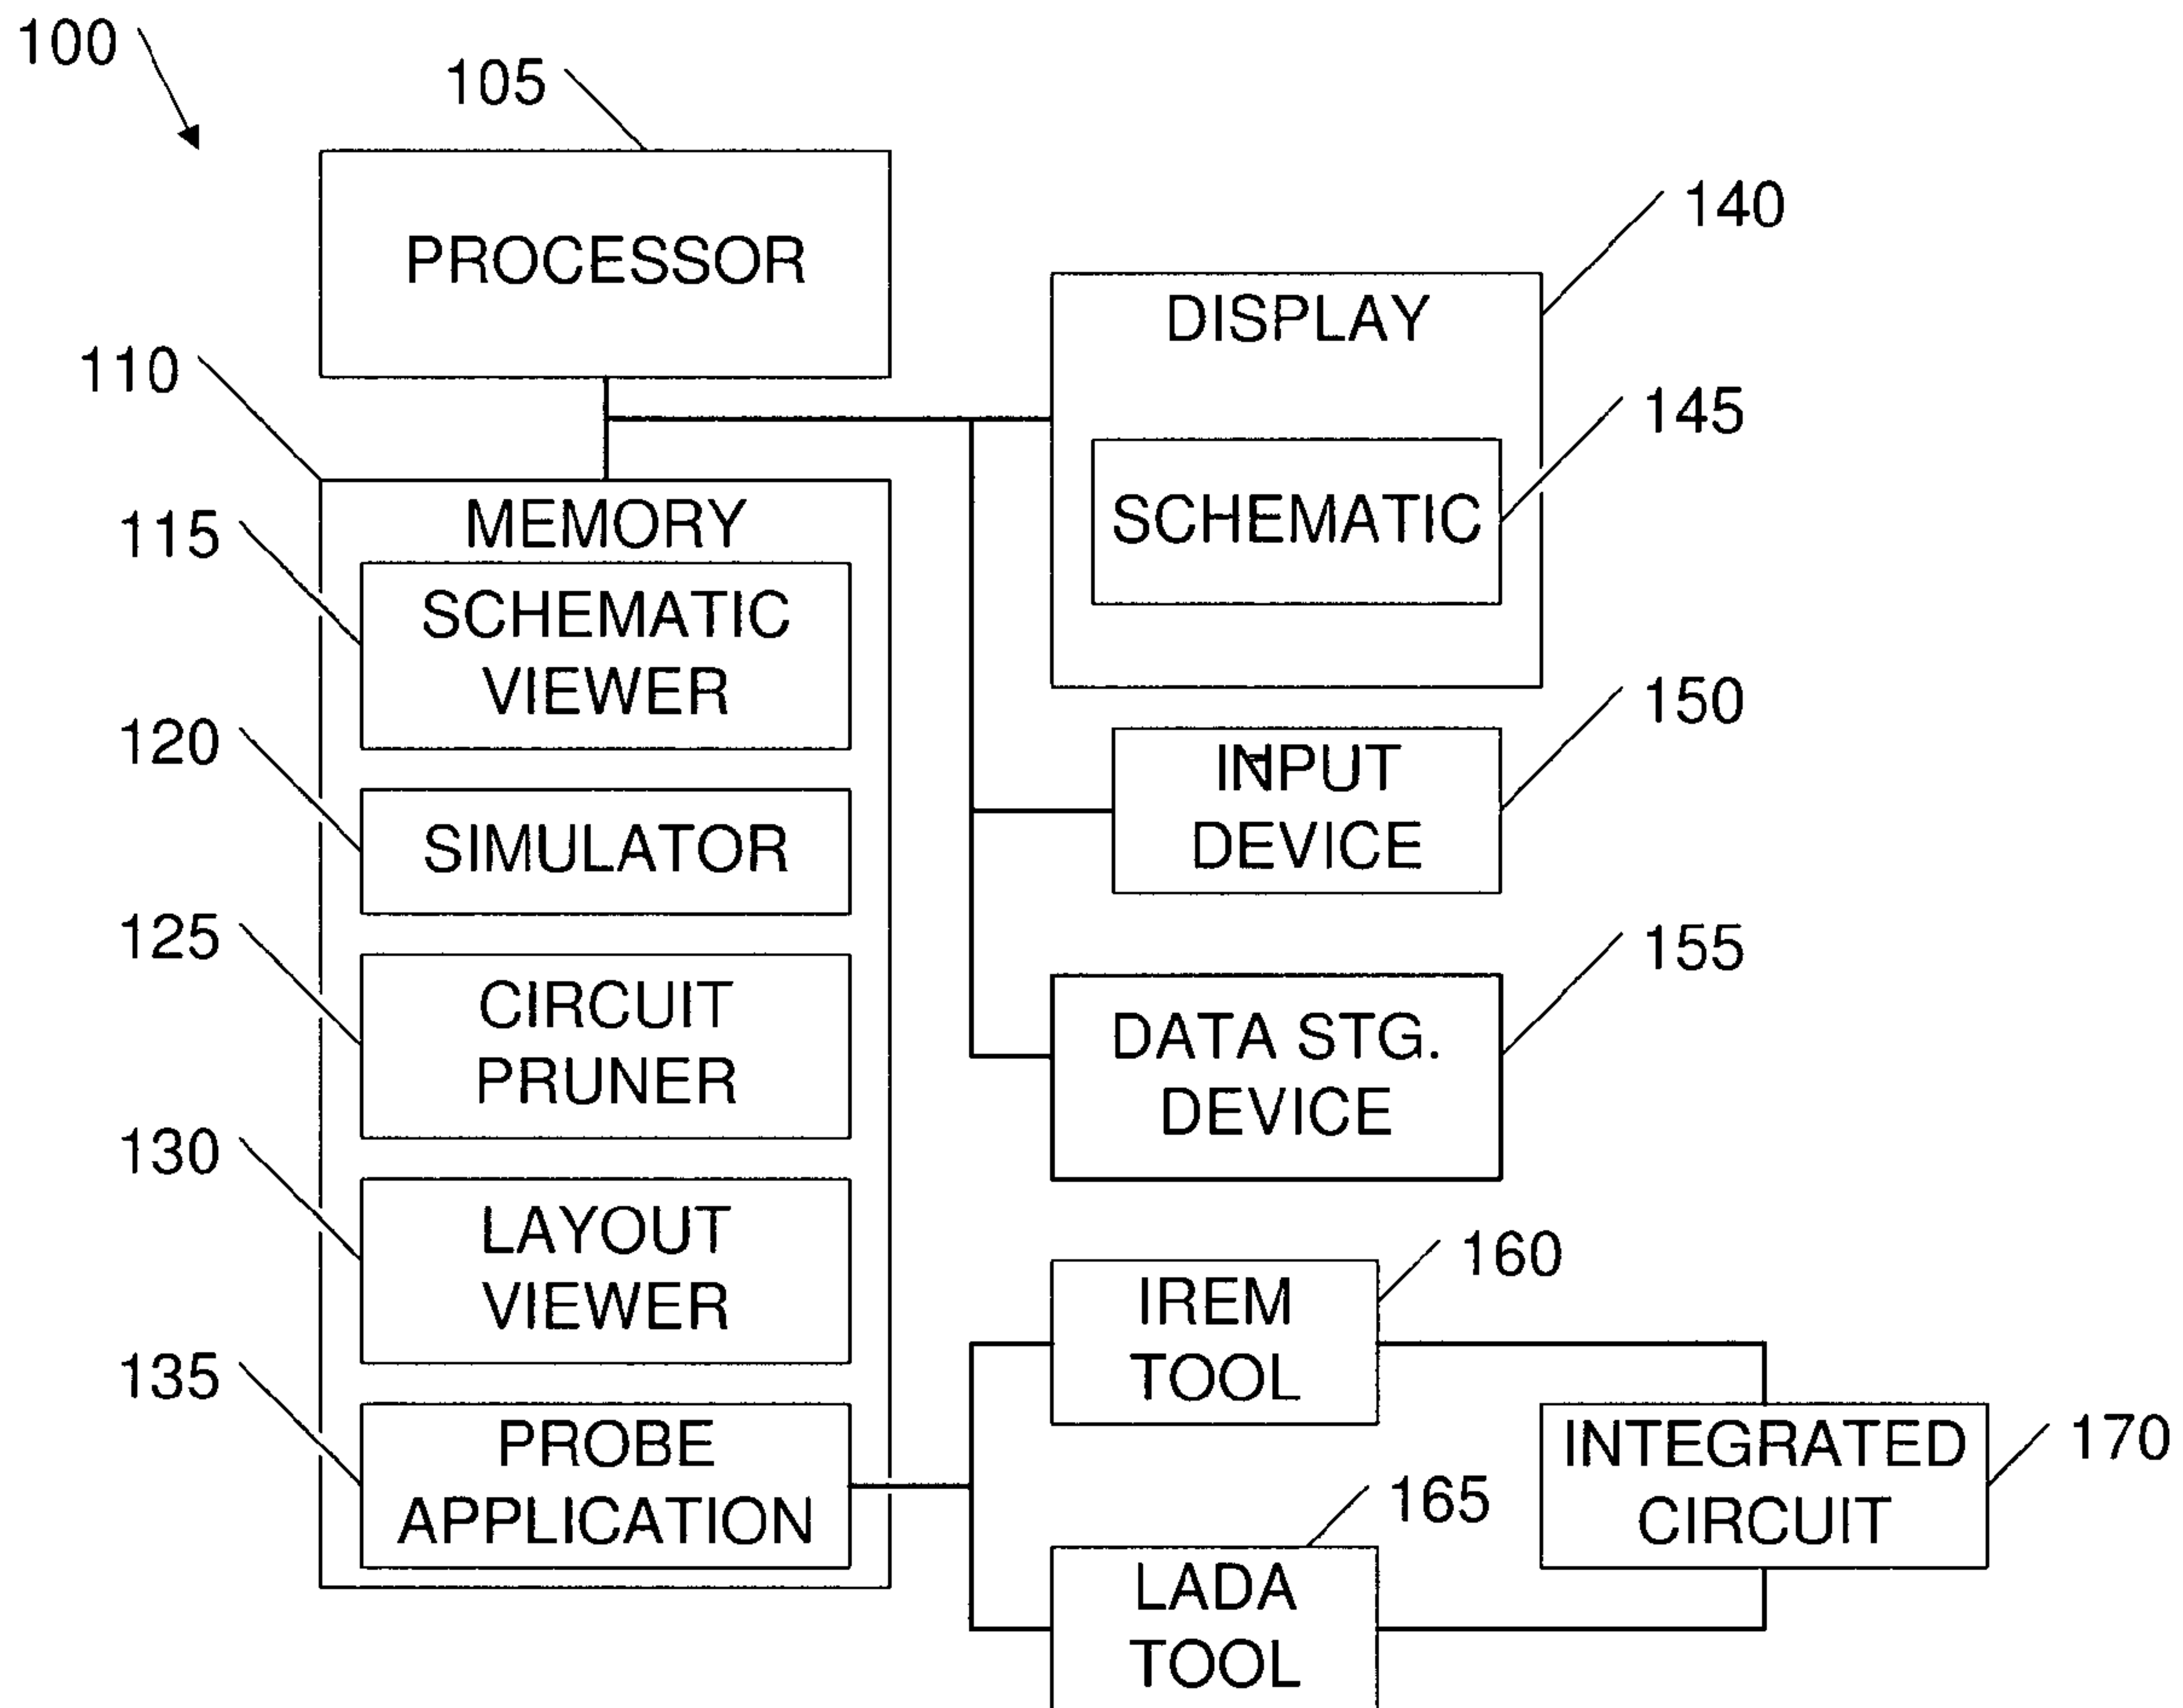 100
105
PROCESSOR
140
DISPLAY
110
145
SCHEMATIC
MEMORY
115
SCHEMATIC
VIEWER
150
120
INPUT
DEVICE
SIMULATOR
125
155
CIRCUIT
PRUNER
DATA STG.
DEVICE
130
LAYOUT
VIEWER
160
IREM
TOOL
135
PROBE
APPLICATION
INTEGRATED
CIRCUIT
170
165
LADA
TOOL